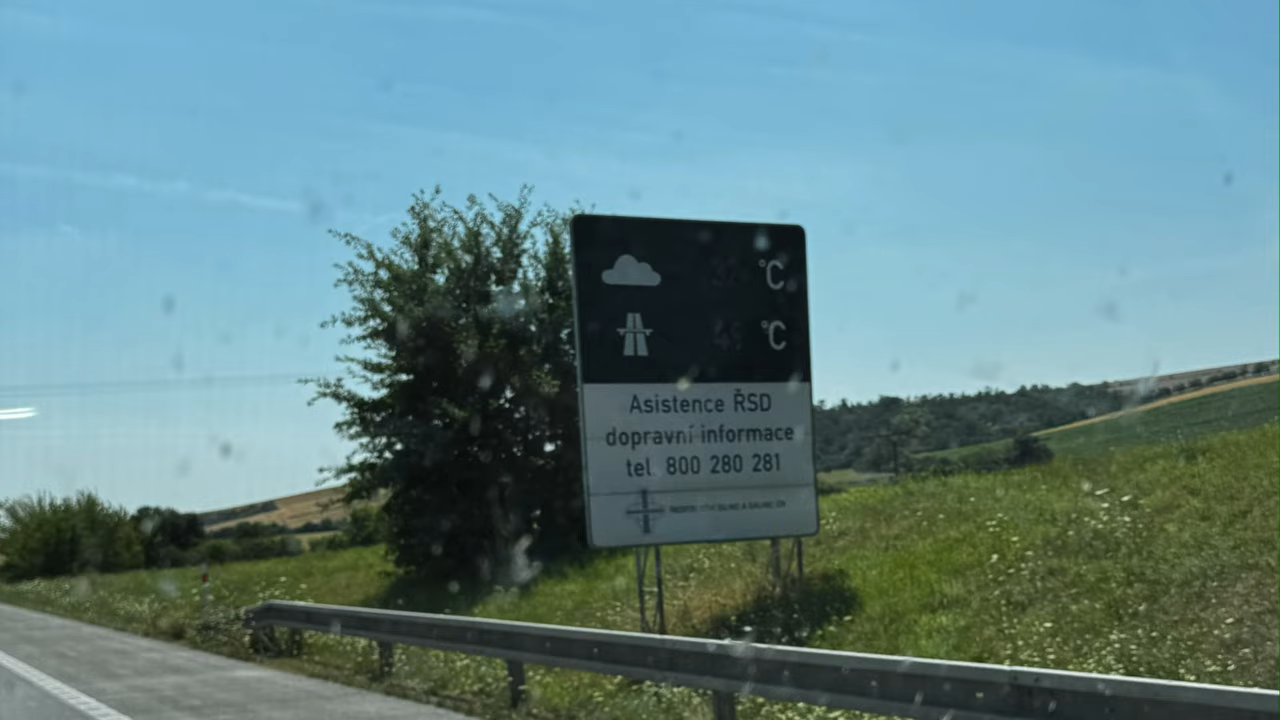 °C
°C
Asistence ŘSD
dopravní informace
tel. 800 280 281